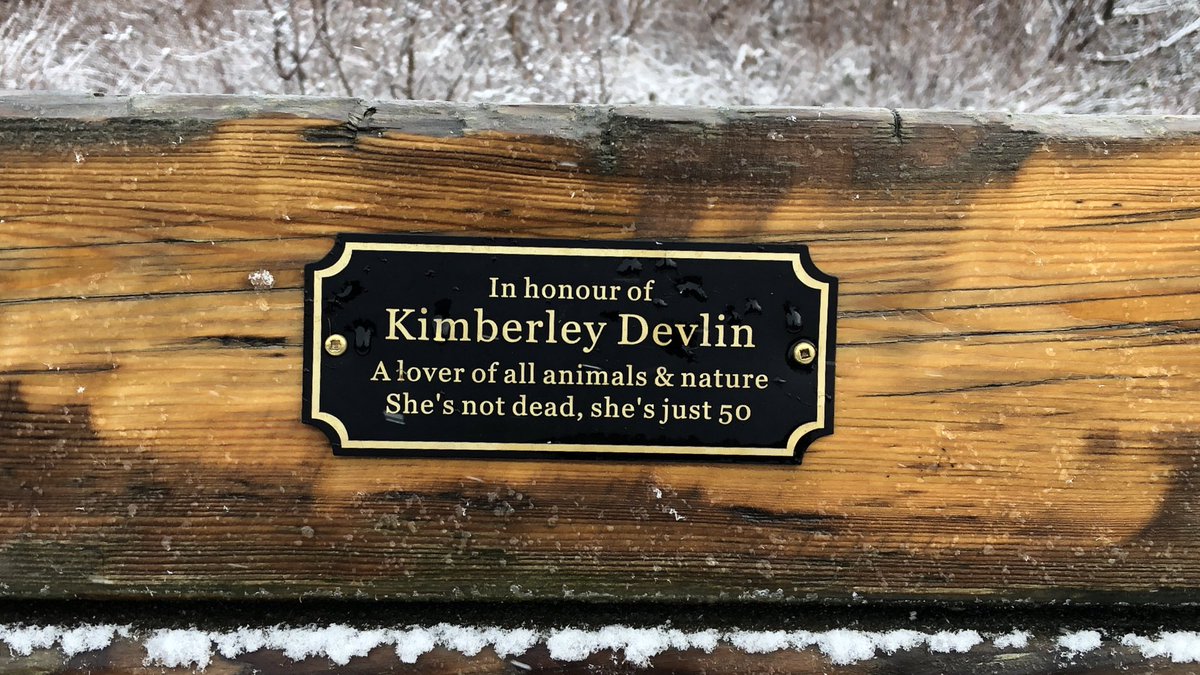 In honour of
Kimberley Devlin
A lover of all animals & nature
She's not dead, she's just 50